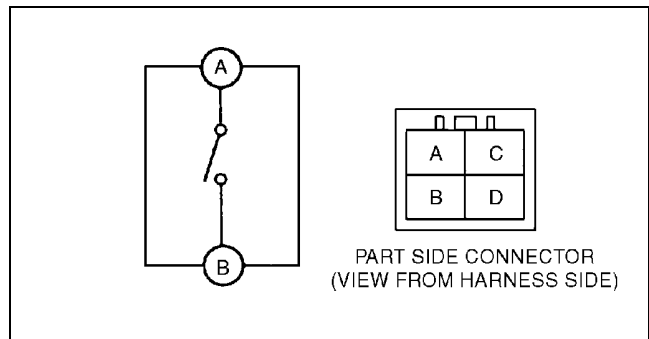 A
B
A C
B D
PART SIDE CONNECTOR
(VIEW FROM HARNESS SIDE)